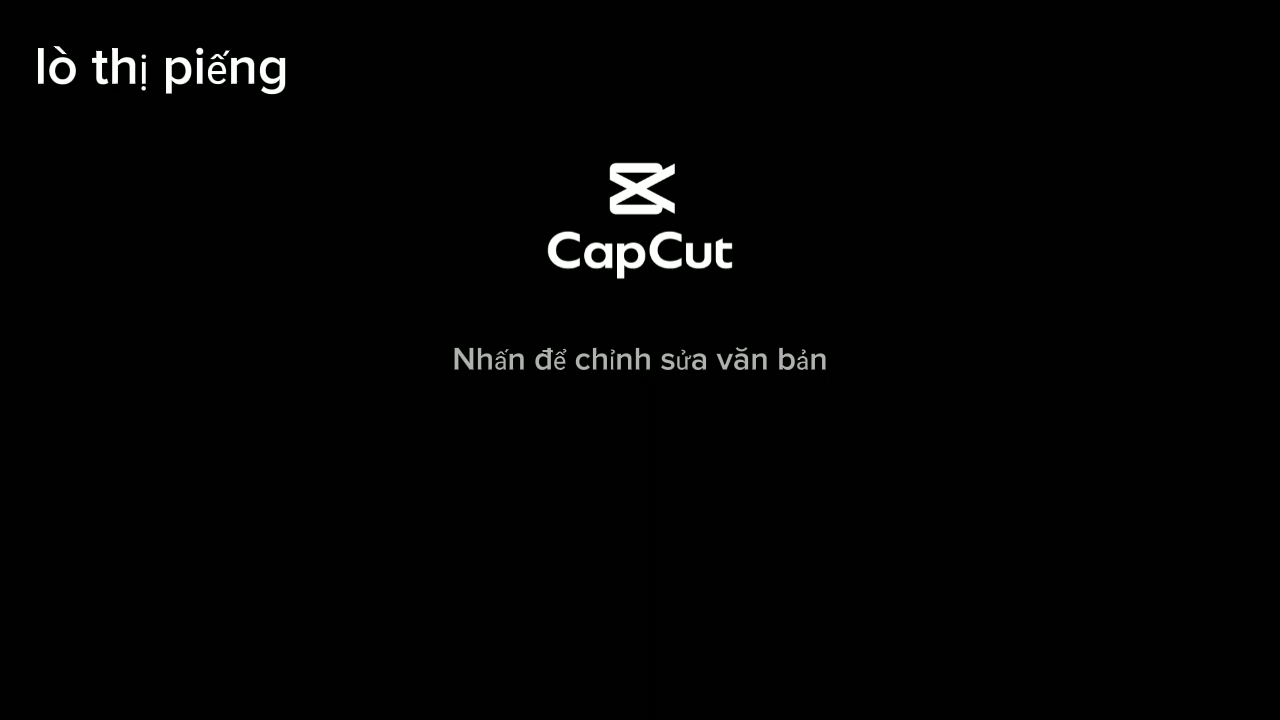 lò thị piếng
CapCut
Nhấn để chỉnh sửa văn bản